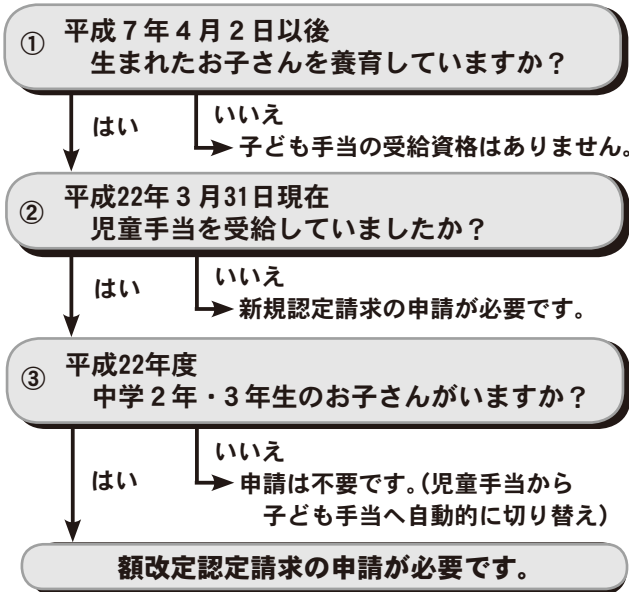 ① 平成７年４月２日以後
生まれたお子さんを養育していますか？
はい
いいえ
子ども手当の受給資格はありません。
② 平成22年３月31日現在
児童手当を受給していましたか？
はい
いいえ
新規認定請求の申請が必要です。
③ 平成22年度
中学２年・３年生のお子さんがいますか？
はい
いいえ
申請は不要です。(児童手当から
子ども手当へ自動的に切り替え)
額改定認定請求の申請が必要です。